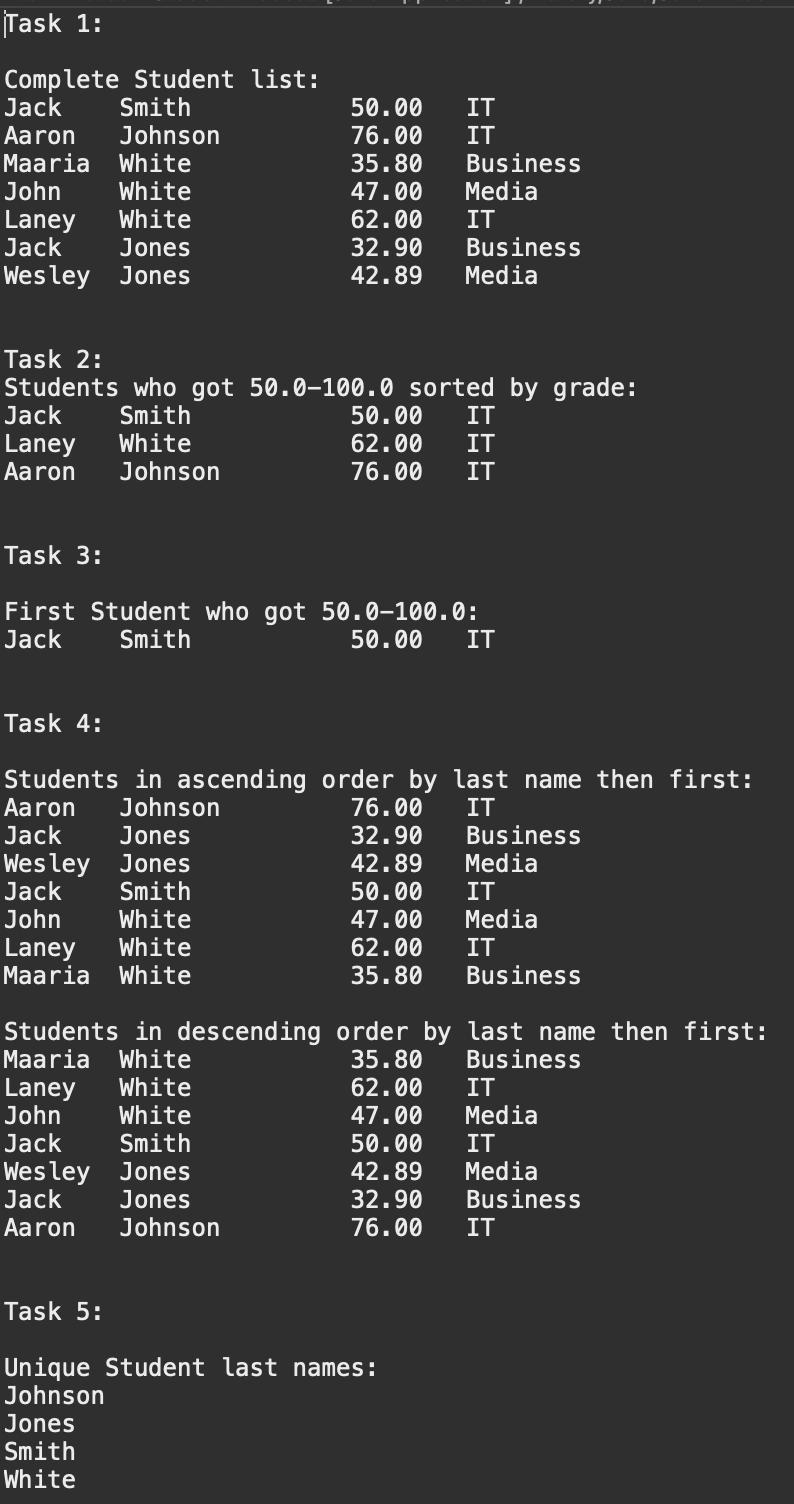 Task 1:
Complete Student list:
Jack Smith 50.00 IT
Aaron Johnson 76.00 IT
Maaria White 35.80 Business
John White 47.00 Media
Laney White 62.00 IT
Jack Jones 32.90 Business
Wesley Jones 42.89 Media
Task 2:
Students who got 50.0-100.0 sorted by grade:
Jack Smith 50.00 IT
Laney White 62.00 IT
Aaron Johnson 76.00 IT
Task 3:
First Student who got 50.0-100.0:
Jack Smith 50.00 IT
Task 4:
Students in ascending order by last name then first:
Aaron Johnson 76.00 IT
Jack Jones 32.90 Business
Wesley Jones 42.89 Media
Jack Smith 50.00 IT
John White 47.00 Media
Laney White 62.00 IT
Maaria White 35.80 Business
Students in descending order by last name then first:
Maaria White 35.80 Business
Laney White 62.00 IT
John White 47.00 Media
Jack Smith 50.00 IT
Wesley Jones 42.89 Media
Jack Jones 32.90 Business
Aaron Johnson 76.00 IT
Task 5:
Unique Student last names:
Johnson
Jones
Smith
White